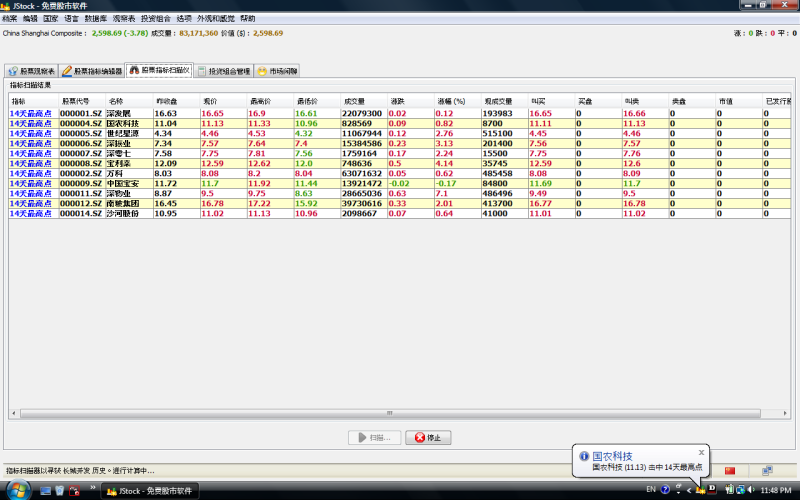 JStock - 免费股市软件
档案 编辑 国家 语言 数据库 观察表 投资组合 选项 外观和感觉 帮助
China Shanghai Composite : 2,598.69 (-3.78) 成交量 : 83,171,360 价值 ($) : 2,598.69 涨 : 0 跌 : 0 平 : 0
股票观察表 股票指标编辑器 股票指标扫描仪 投资组合管理 市场闲聊
指标扫描结果
指标 股票代号 名称 昨收盘 现价 最高价 最低价 成交量 涨跌 涨幅 (%) 现成交量 叫买 买盘 叫卖 卖盘 市值 已发行股
14天最高点 000001.SZ 深发展 16.63 16.65 16.9 16.61 22079300 0.02 0.12 193983 16.65 0 16.66 0 0 0
14天最高点 000004.SZ 国农科技 11.04 11.13 11.33 10.96 828569 0.09 0.82 8700 11.11 0 11.13 0 0 0
14天最高点 000005.SZ 世纪星源 4.34 4.46 4.53 4.32 11067944 0.12 2.76 515100 4.45 0 4.46 0 0 0
14天最高点 000006.SZ 深振业 7.34 7.57 7.64 7.4 15384586 0.23 3.13 201400 7.56 0 7.57 0 0 0
14天最高点 000007.SZ 深零七 7.58 7.75 7.81 7.56 1759164 0.17 2.24 15500 7.75 0 7.76 0 0 0
14天最高点 000008.SZ 宝利来 12.09 12.59 12.62 12.0 748636 0.5 4.14 35745 12.59 0 12.6 0 0 0
14天最高点 000002.SZ 万科 8.03 8.08 8.2 8.04 63071632 0.05 0.62 485458 8.08 0 8.09 0 0 0
14天最高点 000009.SZ 中国宝安 11.72 11.7 11.92 11.44 13921472 -0.02 -0.17 84800 11.69 0 11.7 0 0 0
14天最高点 000011.SZ 深物业 8.87 9.5 9.75 8.63 28665036 0.63 7.1 486496 9.49 0 9.5 0 0 0
14天最高点 000012.SZ 南玻集团 16.45 16.78 17.22 15.92 39730616 0.33 2.01 413700 16.77 0 16.78 0 0 0
14天最高点 000014.SZ 沙河股份 10.95 11.02 11.13 10.96 2098667 0.07 0.64 41000 11.01 0 11.02 0 0 0
扫描... 停止
国农科技
国农科技 (11.13) 击中 14天最高点
指标扫描器以寻获 长城开发 历史。进行计算中...
JStock - 免费股市软件 EN 11:48 PM